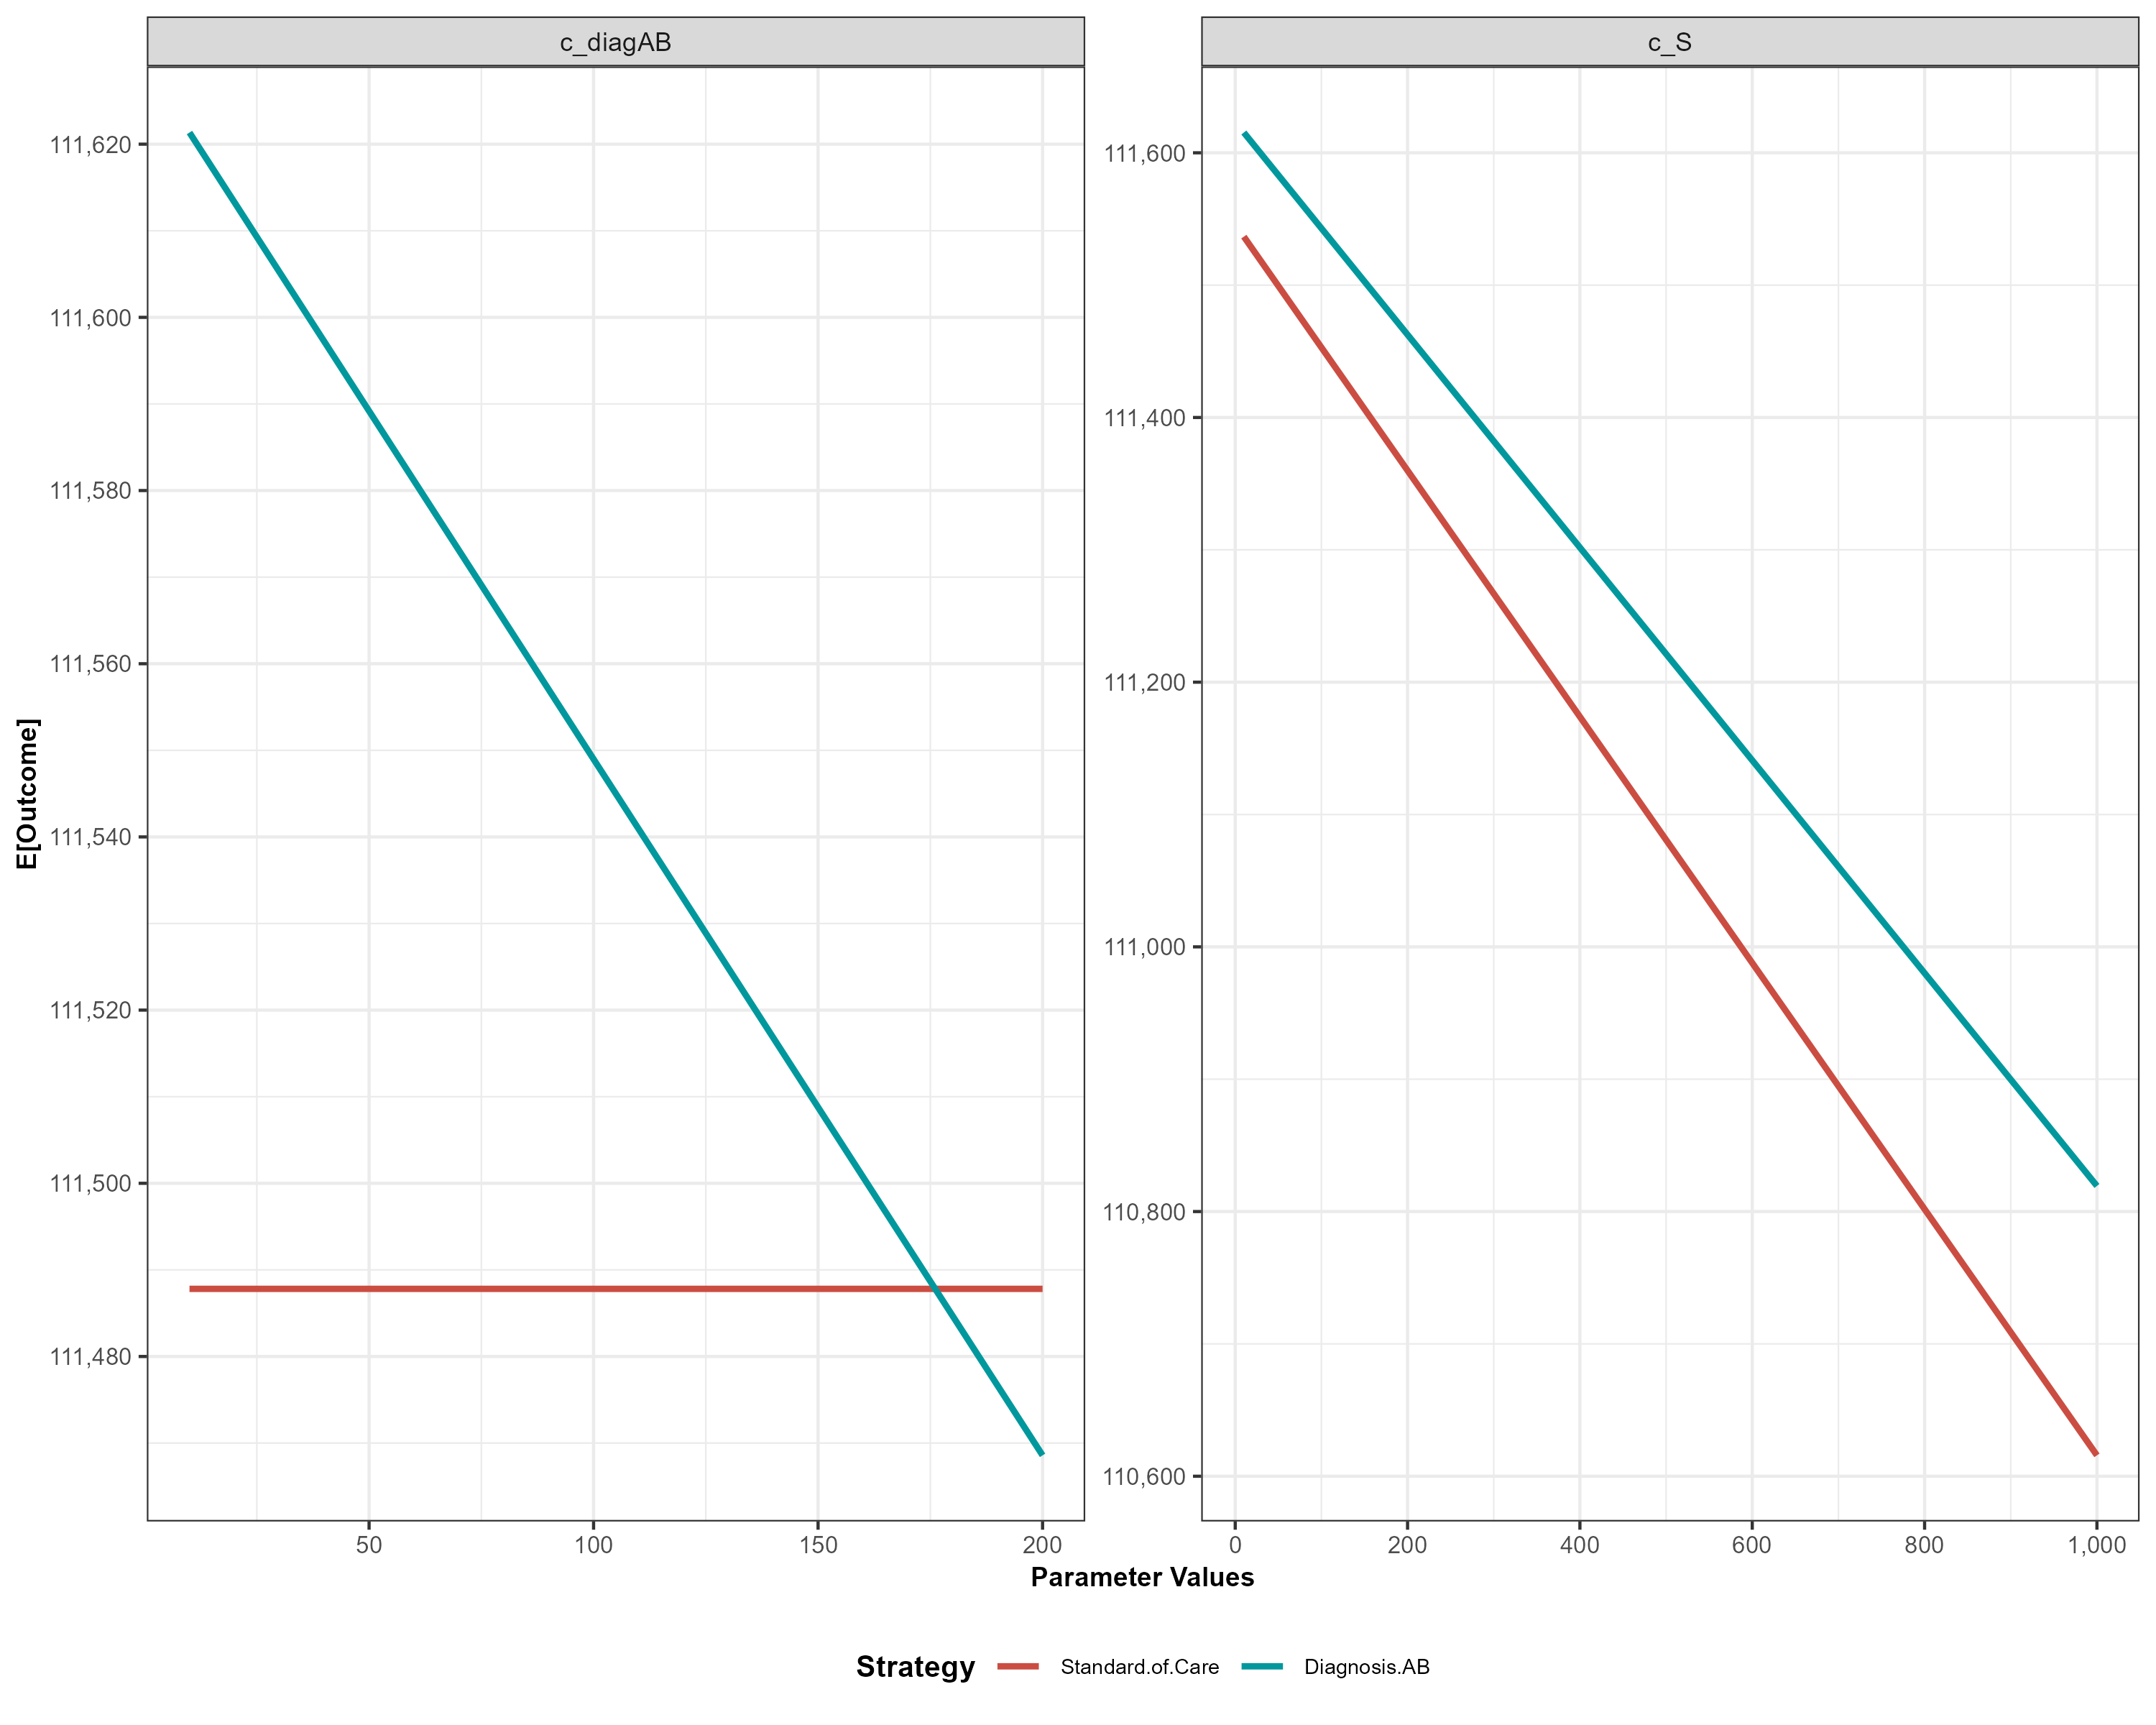 c_diagAB
c_S
E[Outcome]
111,620
111,600
111,580
111,560
111,540
111,520
111,500
111,480
50 100 150 200
111,600
111,400
111,200
111,000
110,800
110,600
0 200 400 600 800 1,000
Parameter Values
Strategy Standard.of.Care Diagnosis.AB